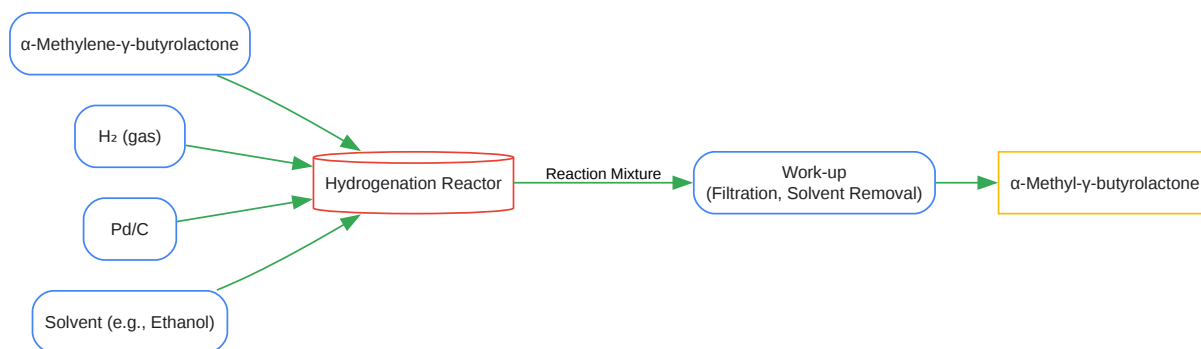 α-Methylene-γ-butyrolactone
H₂ (gas)
Pd/C
Solvent (e.g., Ethanol)
Hydrogenation Reactor
Reaction Mixture
Work-up
(Filtration, Solvent Removal)
α-Methyl-γ-butyrolactone